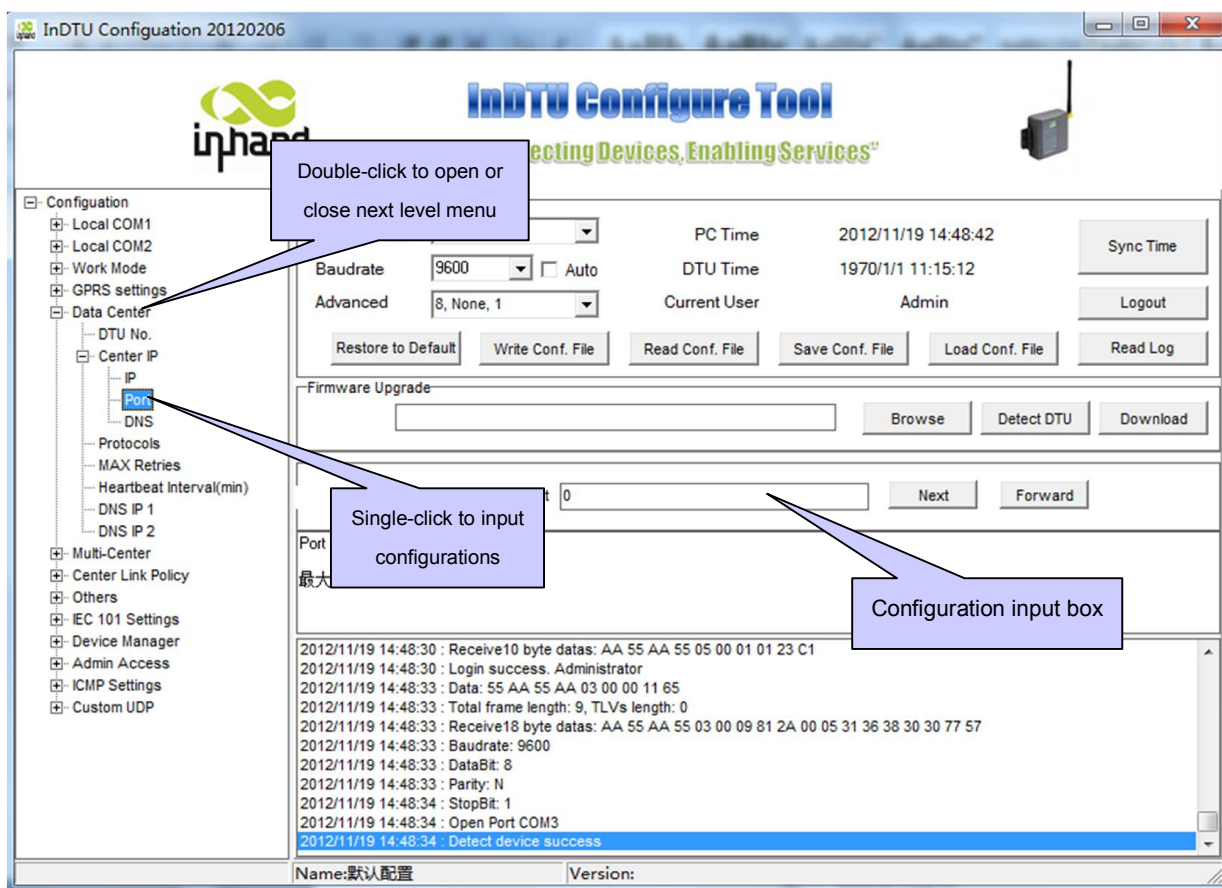 InDTU Configuation 20120206
inhand
InDTU Configure Tool
ecting Devices, Enabling Services"
Double-click to open or
close next level menu
Configuation
Local COM1
Local COM2
Work Mode
GPRS settings
Data Center
DTU No.
Center IP
IP
Port
DNS
Protocols
MAX Retries
Heartbeat Interval(min)
DNS IP 1
DNS IP 2
Multi-Center
Center Link Policy
Others
IEC 101 Settings
Device Manager
Admin Access
ICMP Settings
Custom UDP
PC Time 2012/11/19 14:48:42 Sync Time
Baudrate 9600 Auto DTU Time 1970/1/1 11:15:12
Advanced 8, None, 1 Current User Admin Logout
Restore to Default Write Conf. File Read Conf. File Save Conf. File Load Conf. File Read Log
Firmware Upgrade
Browse Detect DTU Download
0 Next Forward
Single-click to input
configurations
Port
最大
Configuration input box
2012/11/19 14:48:30 : Receive10 byte datas: AA 55 AA 55 05 00 01 01 23 C1
2012/11/19 14:48:30 : Login success. Administrator
2012/11/19 14:48:33 : Data: 55 AA 55 AA 03 00 00 11 65
2012/11/19 14:48:33 : Total frame length: 9, TLVs length: 0
2012/11/19 14:48:33 : Receive18 byte datas: AA 55 AA 55 03 00 09 81 2A 00 05 31 36 38 30 30 77 57
2012/11/19 14:48:33 : Baudrate: 9600
2012/11/19 14:48:33 : DataBit: 8
2012/11/19 14:48:33 : Parity: N
2012/11/19 14:48:34 : StopBit: 1
2012/11/19 14:48:34 : Open Port COM3
2012/11/19 14:48:34 : Detect device success
Name:默认配置 Version: